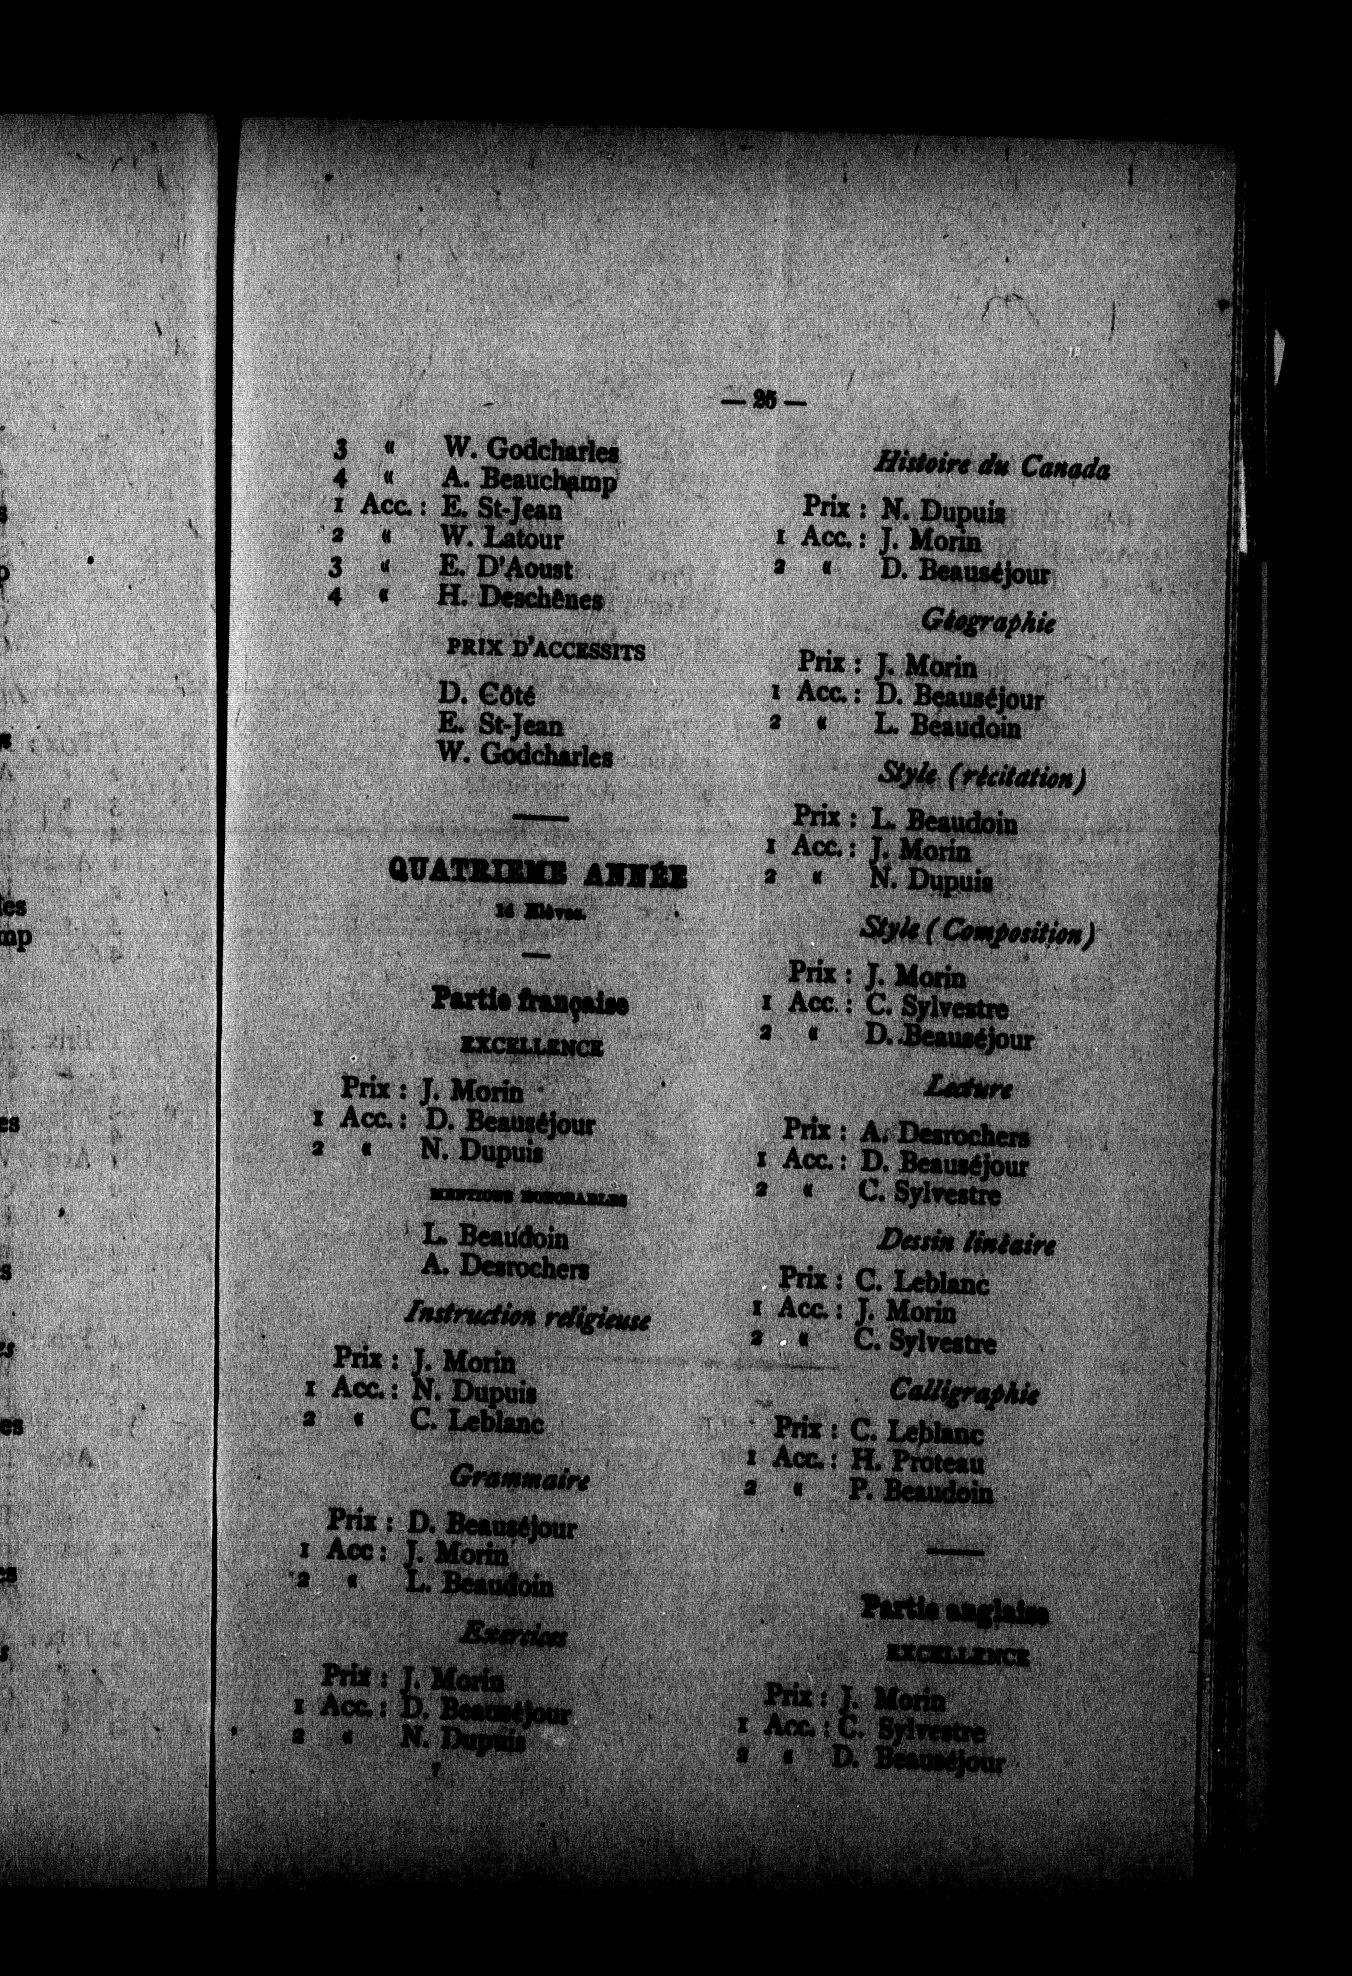 — 25 —
3 « W. Godcharles
4 « A. Beauchamp
1 Acc. : E. St-Jean
2 « W. Latour
3 « E. D'Aoust
4 « H. Deschênes
PRIX D'ACCESSITS
D. Côté
E. St-Jean
W. Godcharles
QUATRIEME ANNÉE
14 Elèves.
Partie française
EXCELLENCE
Prix : J. Morin
1 Acc. : D. Beauséjour
2 « N. Dupuis
MENTIONS HONORABLES
L. Beaudoin
A. Desrochers
Instruction religieuse
Prix : J. Morin
1 Acc. : N. Dupuis
2 « C. Leblanc
Grammaire
Prix : D. Beauséjour
1 Acc : J. Morin
2 « L. Beaudoin
Exercices
Prix : J. Morin
1 Acc. : D. Beauséjour
2 « N. Dupuis
Histoire du Canada
Prix : N. Dupuis
1 Acc. : J. Morin
2 « D. Beauséjour
Géographie
Prix : J. Morin
1 Acc. : D. Beauséjour
2 « L. Beaudoin
Style (récitation)
Prix : L. Beaudoin
1 Acc. : J. Morin
2 « N. Dupuis
Style (Composition)
Prix : J. Morin
1 Acc. : C. Sylvestre
2 « D. Beauséjour
Lecture
Prix : A. Desrochers
1 Acc. : D. Beauséjour
2 « C. Sylvestre
Dessin linéaire
Prix : C. Leblanc
1 Acc. : J. Morin
2 « C. Sylvestre
Calligraphie
Prix : C. Leblanc
1 Acc. : H. Proteau
2 « P. Beaudoin
Partie anglaise
EXCELLENCE
Prix : J. Morin
1 Acc. : C. Sylvestre
2 « D. Beauséjour